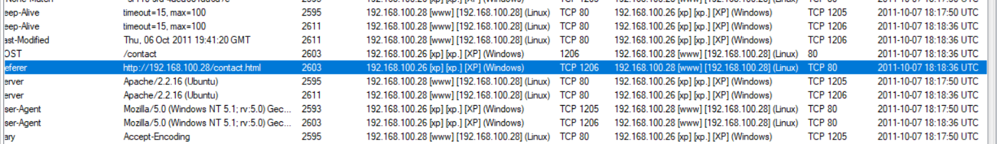 eep-Alive timeout=15, max=100 2595 192.168.100.28 [www] [192.168.100.28] (Linux) TCP 80 192.168.100.26 [xp] [xp.] [XP] (Windows) TCP 1205 2011-10-07 18:17:50 UTC
eep-Alive timeout=15, max=100 2611 192.168.100.28 [www] [192.168.100.28] (Linux) TCP 80 192.168.100.26 [xp] [xp.] [XP] (Windows) TCP 1206 2011-10-07 18:18:36 UTC
ast-Modified Thu, 06 Oct 2011 19:41:20 GMT 2611 192.168.100.28 [www] [192.168.100.28] (Linux) TCP 80 192.168.100.26 [xp] [xp.] [XP] (Windows) TCP 1206 2011-10-07 18:18:36 UTC
OST /contact 2603 192.168.100.26 [xp] [xp.] [XP] (Windows) 1206 192.168.100.28 [www] [192.168.100.28] (Linux) 80 2011-10-07 18:18:36 UTC
eferer http://192.168.100.28/contact.html 2603 192.168.100.26 [xp] [xp.] [XP] (Windows) TCP 1206 192.168.100.28 [www] [192.168.100.28] (Linux) TCP 80 2011-10-07 18:18:36 UTC
erver Apache/2.2.16 (Ubuntu) 2595 192.168.100.28 [www] [192.168.100.28] (Linux) TCP 80 192.168.100.26 [xp] [xp.] [XP] (Windows) TCP 1205 2011-10-07 18:17:50 UTC
erver Apache/2.2.16 (Ubuntu) 2611 192.168.100.28 [www] [192.168.100.28] (Linux) TCP 80 192.168.100.26 [xp] [xp.] [XP] (Windows) TCP 1206 2011-10-07 18:18:36 UTC
ser-Agent Mozilla/5.0 (Windows NT 5.1; rv:5.0) Gec... 2593 192.168.100.26 [xp] [xp.] [XP] (Windows) TCP 1205 192.168.100.28 [www] [192.168.100.28] (Linux) TCP 80 2011-10-07 18:17:50 UTC
ser-Agent Mozilla/5.0 (Windows NT 5.1; rv:5.0) Gec... 2603 192.168.100.26 [xp] [xp.] [XP] (Windows) TCP 1206 192.168.100.28 [www] [192.168.100.28] (Linux) TCP 80 2011-10-07 18:18:36 UTC
ary Accept-Encoding 2595 192.168.100.28 [www] [192.168.100.28] (Linux) TCP 80 192.168.100.26 [xp] [xp.] [XP] (Windows) TCP 1205 2011-10-07 18:17:50 UTC